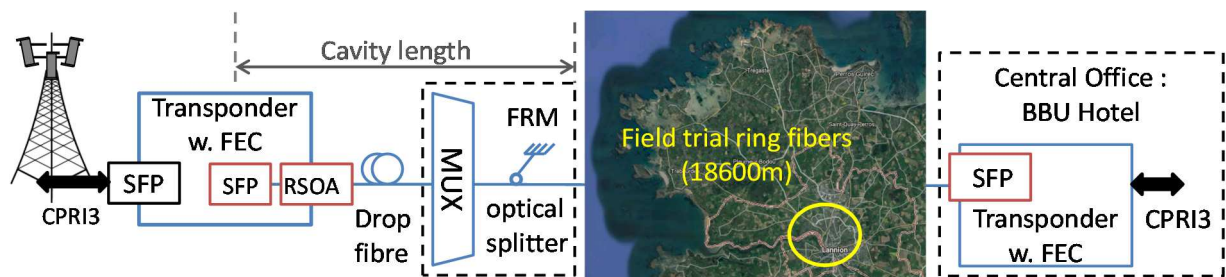 Cavity length
Transponder
w. FEC
SFP
SFP
RSOA
CPRI3
Drop
fibre
MUX
FRM
optical
splitter
Field trial ring fibers
(18600m)
Lannion
Central Office :
BBU Hotel
SFP
Transponder
w. FEC
CPRI3